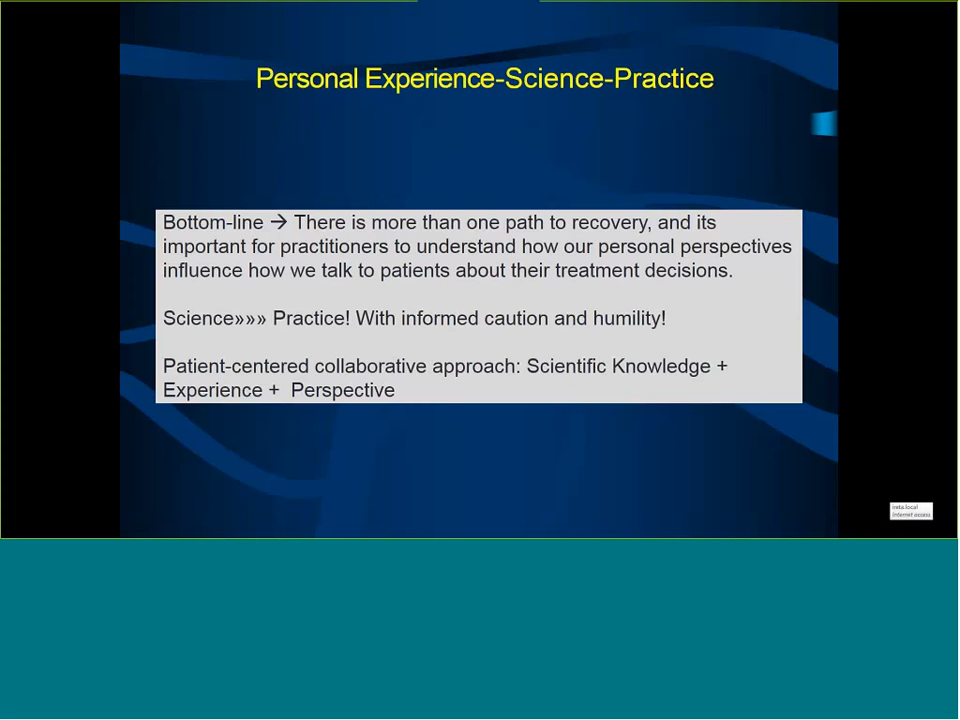 Personal Experience-Science-Practice
Bottom-line → There is more than one path to recovery, and its
important for practitioners to understand how our personal perspectives
influence how we talk to patients about their treatment decisions.
Science»»» Practice! With informed caution and humility!
Patient-centered collaborative approach: Scientific Knowledge +
Experience +  Perspective
Internet access